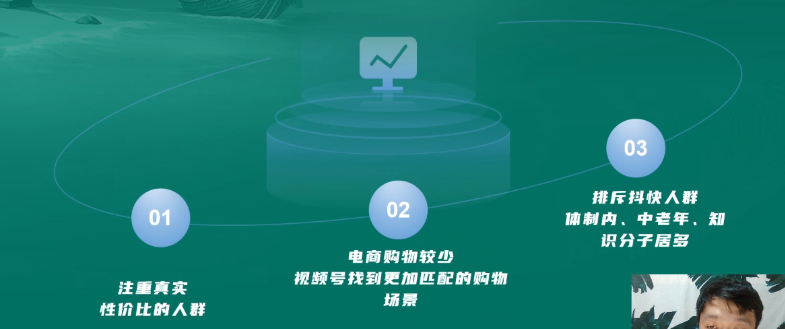 01
注重真实
性价比的人群
02
电商购物较少
视频号找到更加匹配的购物
场景
03
排斥抖快人群
体制内、中老年、知
识分子居多